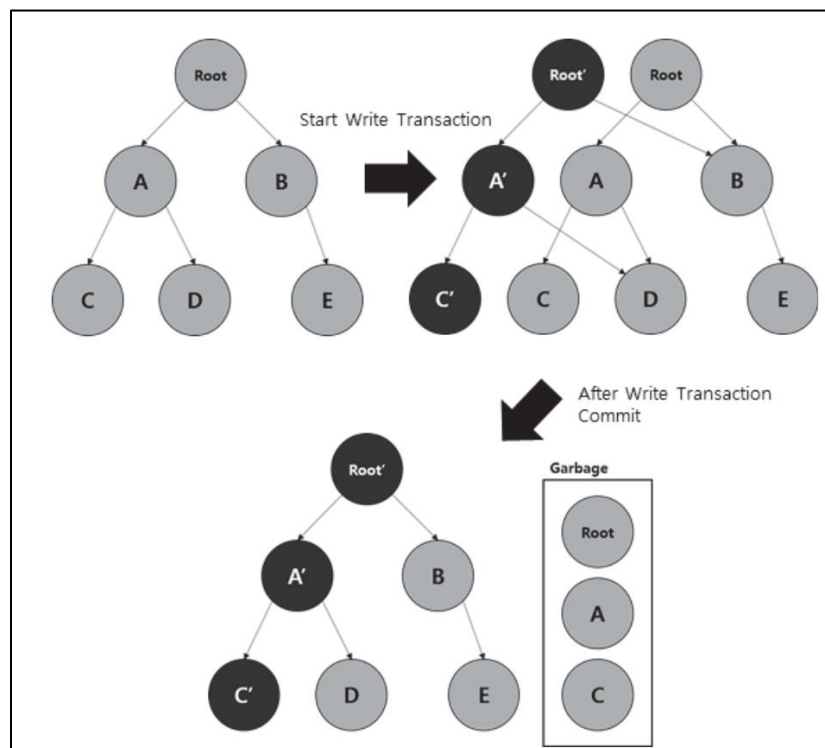 Root
Root'
Root
Start Write Transaction
A
B
A'
A
B
C
D
E
C'
C
D
E
After Write Transaction
Commit
Root'
Garbage
Root
A'
B
A
C'
D
E
C